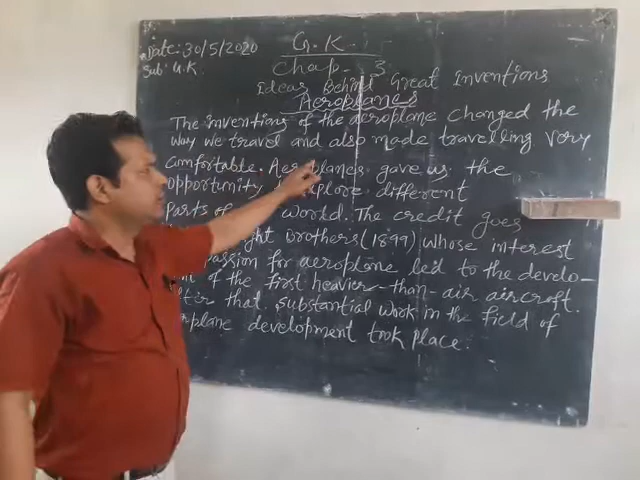 Date: 30/5/2020
Sub: G.K
G.K
Chap - 3
Ideas Behind Great Inventions
Aeroplanes
The inventions of the aeroplane changed the
way we travel and also made travelling very
Comfortable. Aeroplanes gave us the
opportunity explore different
Parts of world. The credit goes
brothers (1899) whose interest
passion for aeroplane led to the develo-
of the first heavier-than-air aircraft.
that substantial work in the field of
development took place.